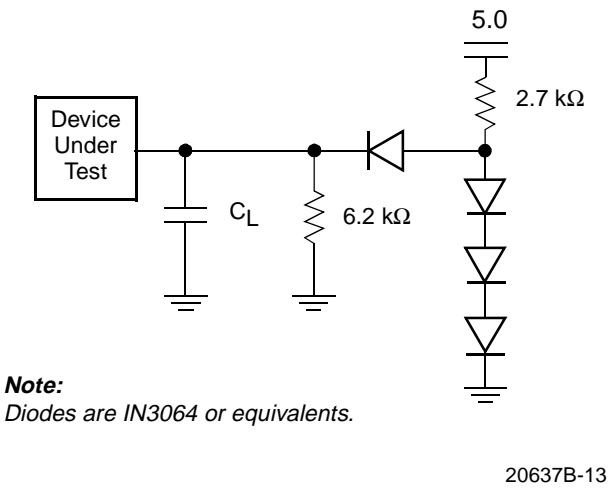 5.0
2.7 kΩ
Device
Under
Test
CL
6.2 kΩ
Note:
Diodes are IN3064 or equivalents.
20637B-13